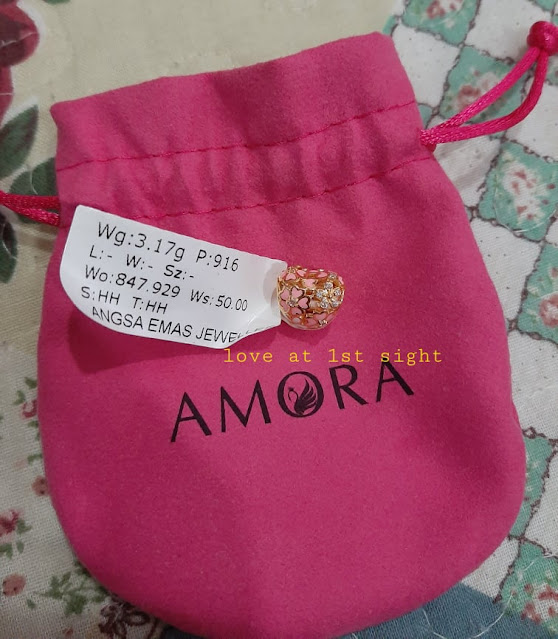 Wg:3.17g P:916
L:- W:- Sz:-
Wo:847.929 Ws:50.00
S:HH T:HH
ANGSA EMAS
love at 1st sight
AMORA